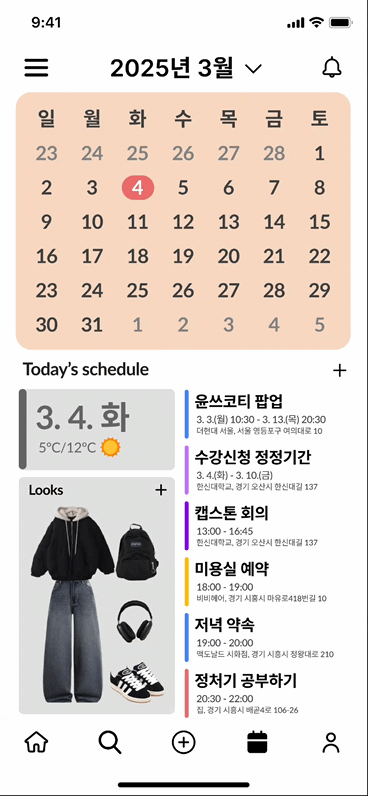 9:41
2025년 3월
일 월 화 수 목 금 토
23 24 25 26 27 28 1
2 3 4 5 6 7 8
9 10 11 12 13 14 15
16 17 18 19 20 21 22
23 24 25 26 27 28 29
30 31 1 2 3 4 5
Today's schedule
3. 4. 화
5°C/12°C
Looks
윤쓰코티 팝업
3. 3.(월) 10:30 - 3. 13.(목) 20:30
더현대 서울, 서울 영등포구 여의대로 10
수강신청 정정기간
3. 4.(화) - 3. 10.(금)
한신대학교, 경기 오산시 한신대길 137
캡스톤 회의
13:00 - 16:45
한신대학교, 경기 오산시 한신대길 137
미용실 예약
18:00 - 19:00
비비헤어, 경기 시흥시 마유로418번길 10
저녁 약속
19:00 - 20:00
맥도날드 시화점, 경기 시흥시 정왕대로 210
정처기 공부하기
20:30 - 22:00
집, 경기 시흥시 배곧4로 106-26